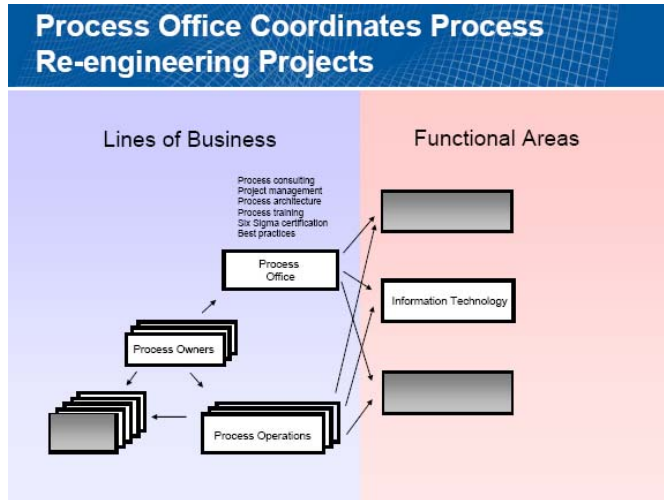 Process Office Coordinates Process
Re-engineering Projects
Lines of Business
Functional Areas
Process consulting
Project management
Process architecture
Process training
Six Sigma certification
Best practices
Process
Office
Information Technology
Process Owners
Process Operations